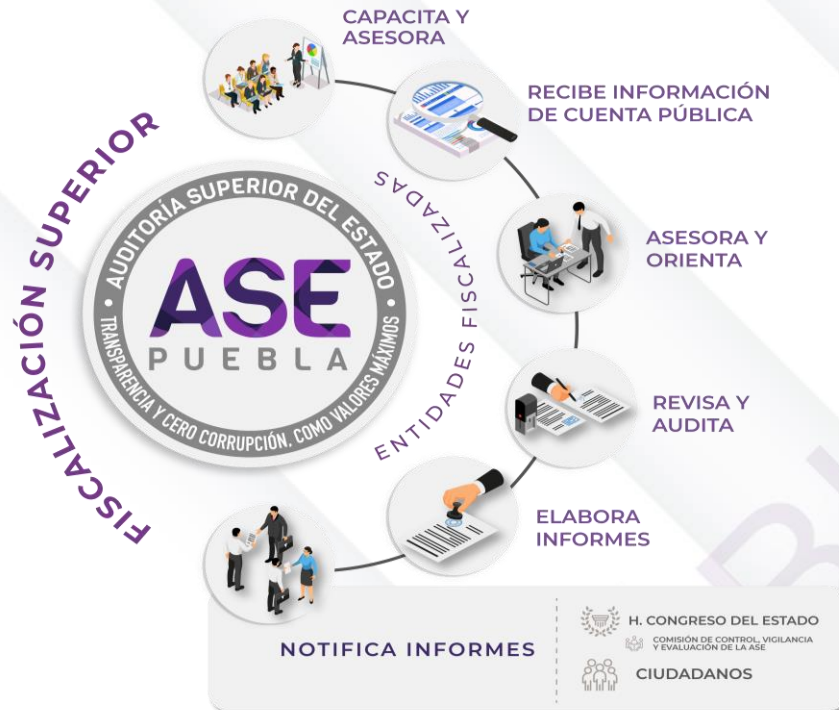 CAPACITA Y
ASESORA
RECIBE INFORMACIÓN
DE CUENTA PÚBLICA
FISCALIZACIÓN SUPERIOR
AUDITORÍA SUPERIOR DEL ESTADO
ASE
PUEBLA
TRANSPARENCIA Y CERO CORRUPCIÓN, COMO VALORES MÁXIMOS
ENTIDADES FISCALIZADAS
ASESORA Y
ORIENTA
REVISA Y
AUDITA
ELABORA
INFORMES
NOTIFICA INFORMES
H. CONGRESO DEL ESTADO
COMISIÓN DE CONTROL, VIGILANCIA
Y EVALUACIÓN DE LA ASE
CIUDADANOS